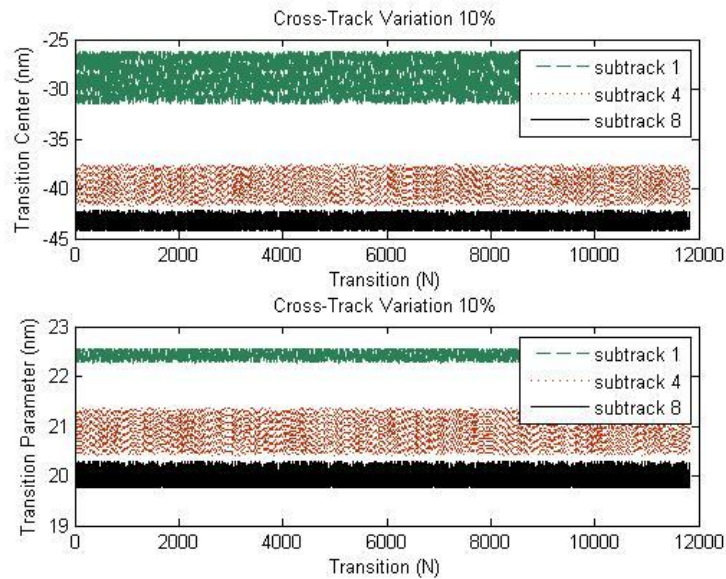 Cross-Track Variation 10%
Transition Center (nm)
-25
-30
-35
-40
-45
subtrack 1
subtrack 4
subtrack 8
0 2000 4000 6000 8000 10000 12000
Transition (N)
Cross-Track Variation 10%
Transition Parameter (nm)
23
22
21
20
19
subtrack 1
subtrack 4
subtrack 8
0 2000 4000 6000 8000 10000 12000
Transition (N)